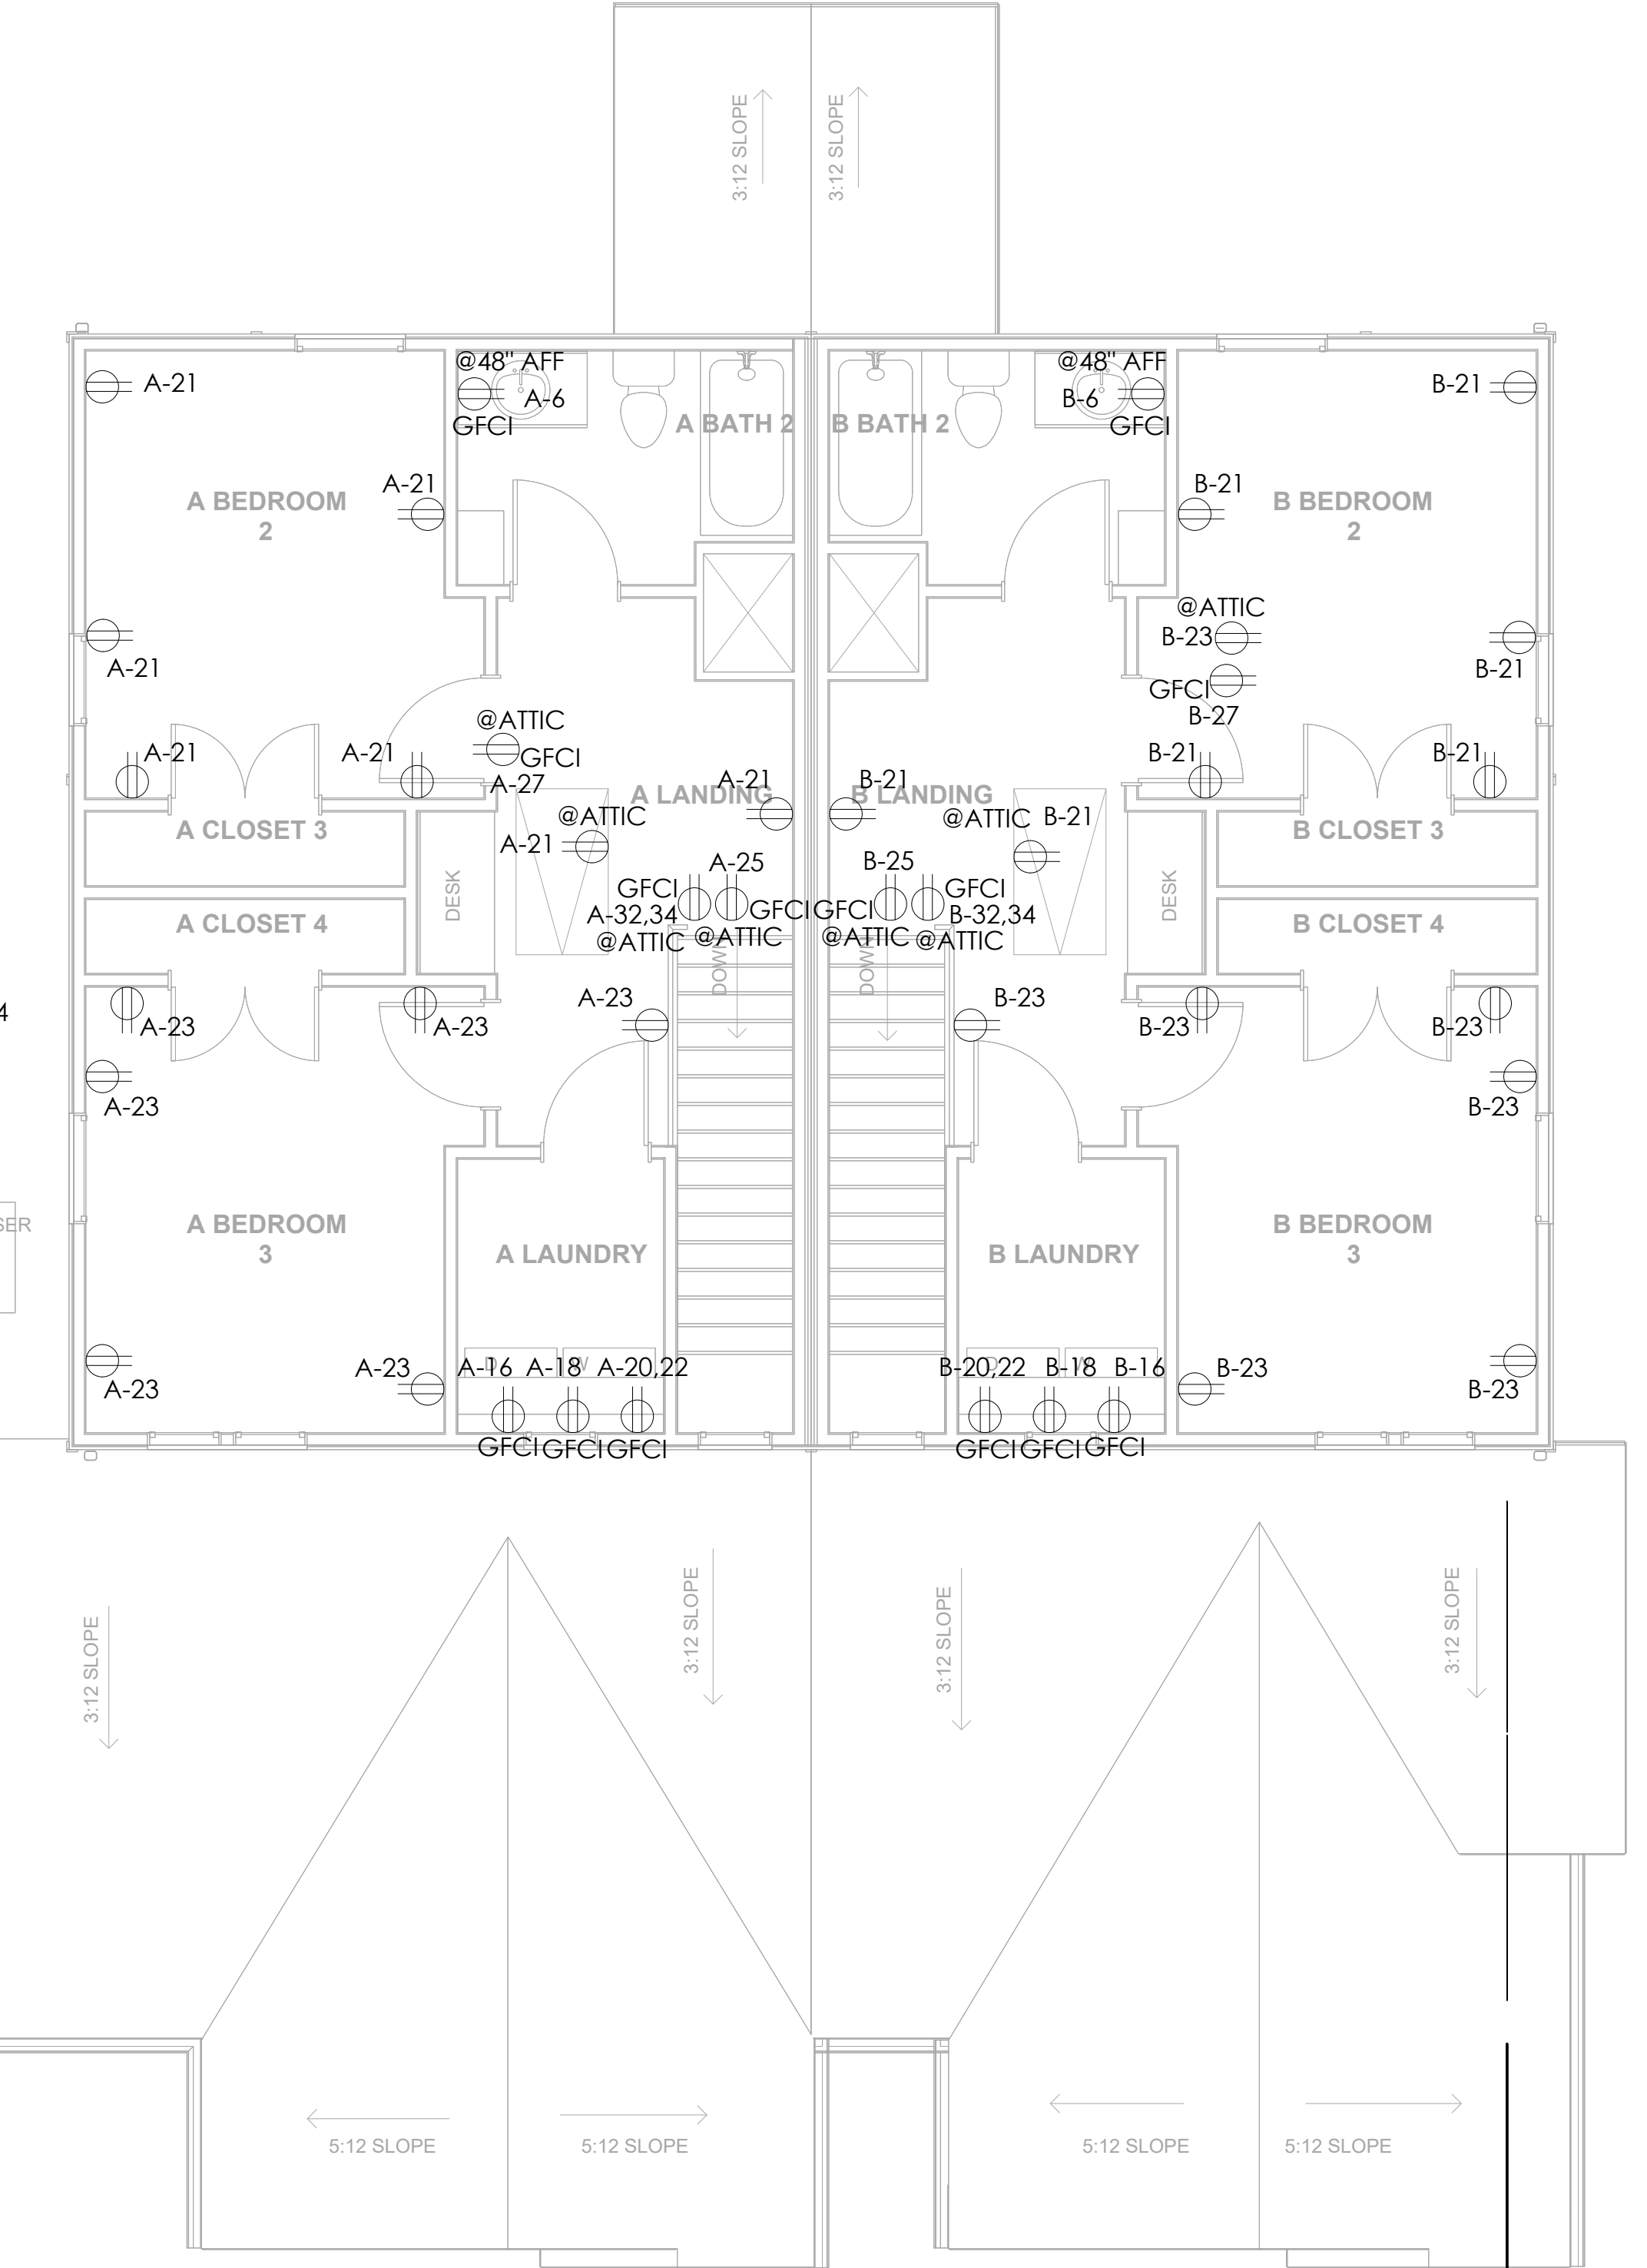 3:12 SLOPE
3:12 SLOPE
@48" AFF
A-6
GFCI
@48" AFF
B-6
GFCI
A-21
B-21
A BATH 2
B BATH 2
A-21
B-21
A BEDROOM
2
B BEDROOM
2
@ATTIC
B-23
A-21
B-21
GFCI
B-27
@ATTIC
GFCI
A-27
A-21
A-21
B-21
B-21
A-21
B-21
A LANDING
B LANDING
@ATTIC
A-21
@ATTIC
B-21
A CLOSET 3
B CLOSET 3
A-25
B-25
DESK
DESK
GFCI
A-32,34
@ATTIC
GFCI
@ATTIC
GFCI
@ATTIC
GFCI
B-32,34
@ATTIC
A CLOSET 4
B CLOSET 4
DOWN
DOWN
A-23
B-23
4
A-23
A-23
B-23
B-23
A-23
B-23
A BEDROOM
3
A LAUNDRY
B LAUNDRY
B BEDROOM
3
SER
D
W
D
W
A-23
A-23
A-16
A-18
A-20,22
B-20,22
B-18
B-16
B-23
B-23
GFCI
GFCI
GFCI
GFCI
GFCI
GFCI
3:12 SLOPE
3:12 SLOPE
3:12 SLOPE
3:12 SLOPE
5:12 SLOPE
5:12 SLOPE
5:12 SLOPE
5:12 SLOPE